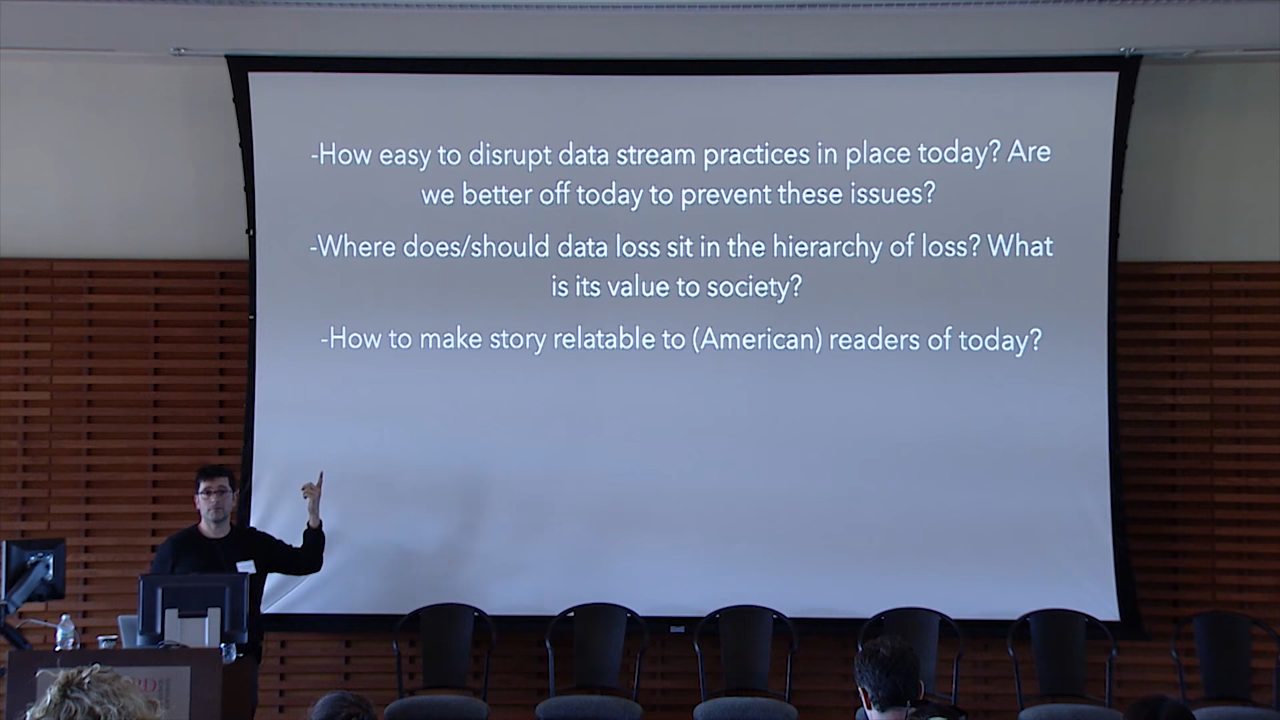 -How easy to disrupt data stream practices in place today? Are
we better off today to prevent these issues?
-Where does/should data loss sit in the hierarchy of loss? What
is its value to society?
-How to make story relatable to (American) readers of today?